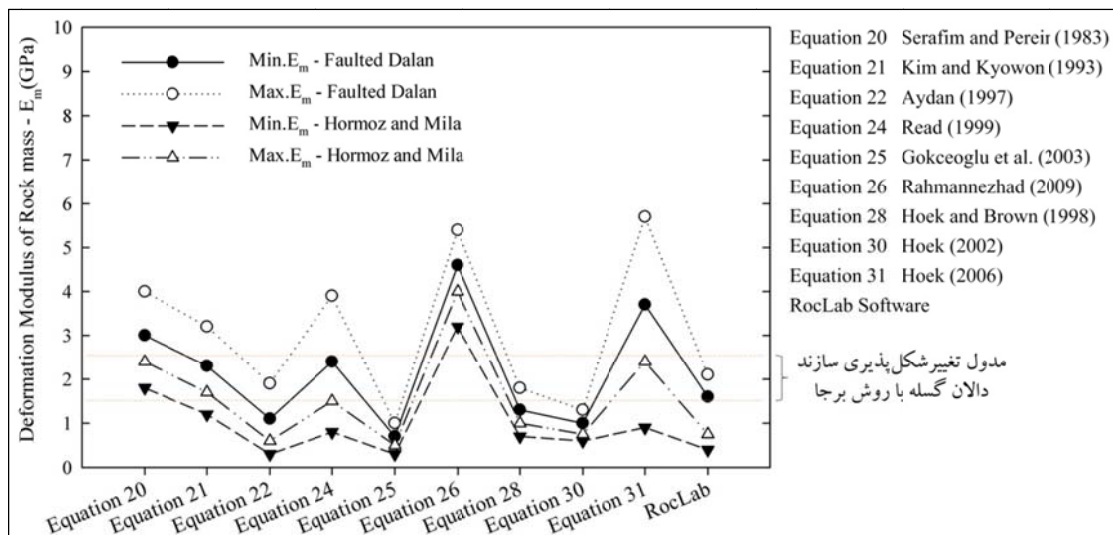 Deformation Modulus of Rock mass - Em(GPa)
10
9
8
7
6
5
4
3
2
1
0
Min.Em - Faulted Dalan
Max.Em - Faulted Dalan
Min.Em - Hormoz and Mila
Max.Em - Hormoz and Mila
Equation 20
Equation 21
Equation 22
Equation 24
Equation 25
Equation 26
Equation 28
Equation 30
Equation 31
RocLab
Equation 20 Serafim and Pereir (1983)
Equation 21 Kim and Kyowon (1993)
Equation 22 Aydan (1997)
Equation 24 Read (1999)
Equation 25 Gokceoglu et al. (2003)
Equation 26 Rahmannezhad (2009)
Equation 28 Hoek and Brown (1998)
Equation 30 Hoek (2002)
Equation 31 Hoek (2006)
RocLab Software
مدول تغییرشکل‌پذیری سازند
دالان گسله با روش برجا